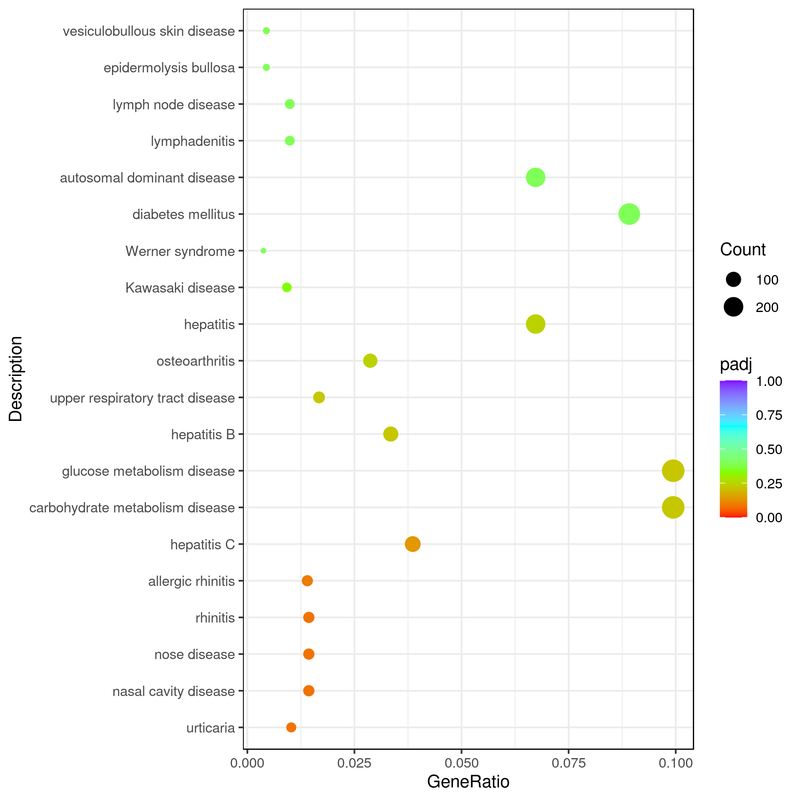 vesiculobullous skin disease
epidermolysis bullosa
lymph node disease
lymphadenitis
autosomal dominant disease
diabetes mellitus
Werner syndrome
Kawasaki disease
hepatitis
osteoarthritis
upper respiratory tract disease
hepatitis B
glucose metabolism disease
carbohydrate metabolism disease
hepatitis C
allergic rhinitis
rhinitis
nose disease
nasal cavity disease
urticaria
Description
0.000 0.025 0.050 0.075 0.100
GeneRatio
Count
100
200
padj
1.00
0.75
0.50
0.25
0.00